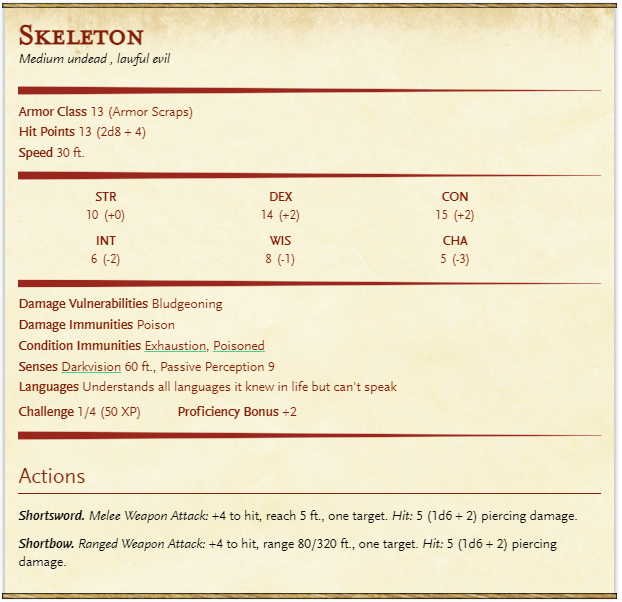 Skeleton
Medium undead , lawful evil
Armor Class 13 (Armor Scraps)
Hit Points 13 (2d8 + 4)
Speed 30 ft.
STR DEX CON
10 (+0) 14 (+2) 15 (+2)
INT WIS CHA
6 (-2) 8 (-1) 5 (-3)
Damage Vulnerabilities Bludgeoning
Damage Immunities Poison
Condition Immunities Exhaustion, Poisoned
Senses Darkvision 60 ft., Passive Perception 9
Languages Understands all languages it knew in life but can't speak
Challenge 1/4 (50 XP) Proficiency Bonus +2
Actions
Shortsword. Melee Weapon Attack: +4 to hit, reach 5 ft., one target. Hit: 5 (1d6 + 2) piercing damage.
Shortbow. Ranged Weapon Attack: +4 to hit, range 80/320 ft., one target. Hit: 5 (1d6 + 2) piercing
damage.